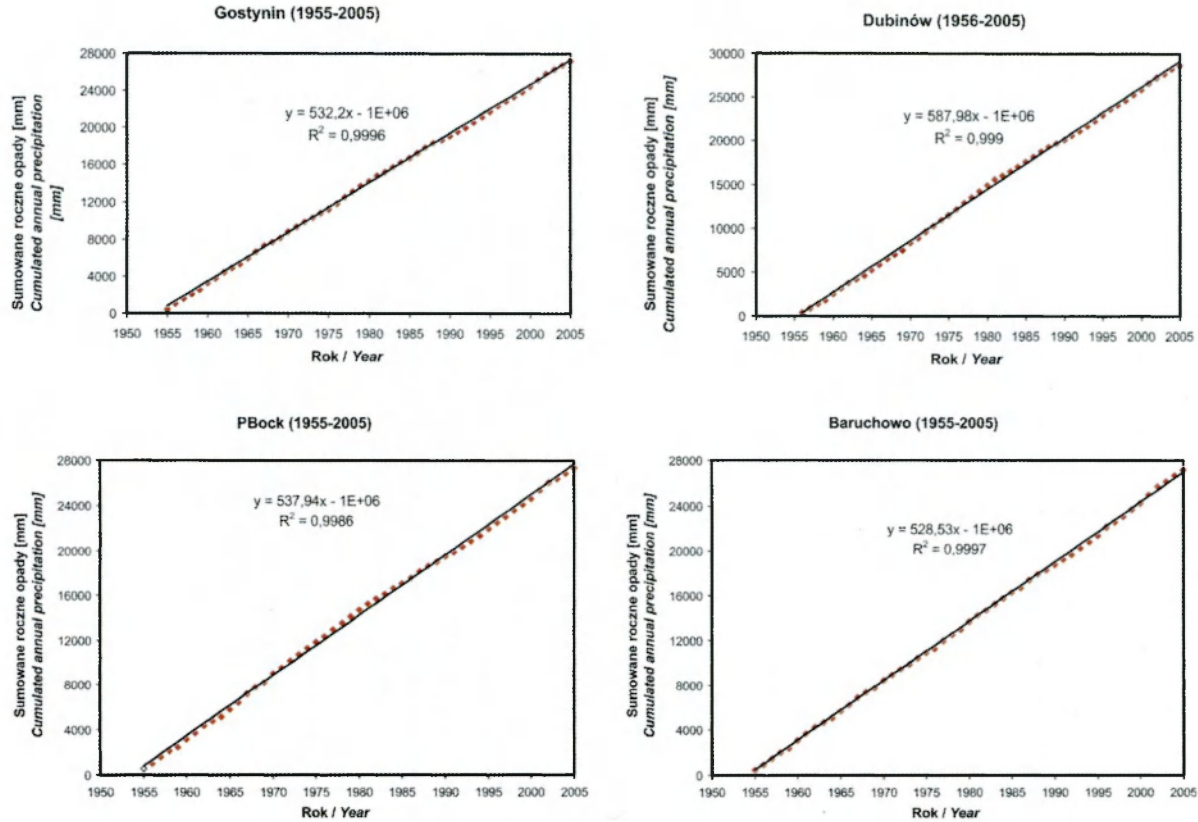 Gostynin (1955-2005)
Sumowane roczne opady [mm]
Cumulated annual precipitation
[mm]
28000
24000
20000
16000
12000
8000
4000
0
y = 532,2x - 1E+06
R² = 0,9996
1950 1955 1960 1965 1970 1975 1980 1985 1990 1995 2000 2005
Rok / Year
Dubinów (1956-2005)
Sumowane roczne opady [mm]
Cumulated annual precipitation [mm]
30000
25000
20000
15000
10000
5000
0
y = 587,98x - 1E+06
R² = 0,999
1950 1955 1960 1965 1970 1975 1980 1985 1990 1995 2000 2005
Rok / Year
PBock (1955-2005)
Sumowane roczne opady [mm]
Cumulated annual precipitation [mm]
28000
24000
20000
16000
12000
8000
4000
0
y = 537,94x - 1E+06
R² = 0,9986
1950 1955 1960 1965 1970 1975 1980 1985 1990 1995 2000 2005
Rok / Year
Baruchowo (1955-2005)
Sumowane roczne opady [mm]
Cumulated annual precipitation [mm]
28000
24000
20000
16000
12000
8000
4000
0
y = 528,53x - 1E+06
R² = 0,9997
1950 1955 1960 1965 1970 1975 1980 1985 1990 1995 2000 2005
Rok / Year